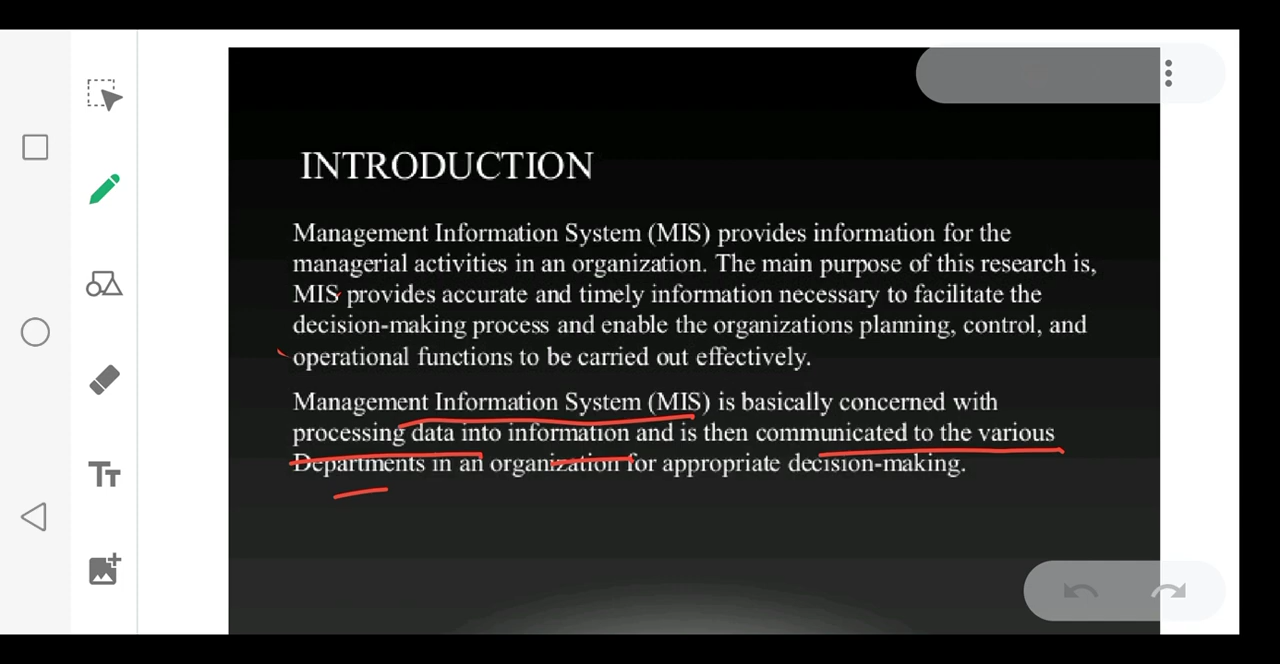 INTRODUCTION
Management Information System (MIS) provides information for the
managerial activities in an organization. The main purpose of this research is,
MIS provides accurate and timely information necessary to facilitate the
decision-making process and enable the organizations planning, control, and
operational functions to be carried out effectively.
Management Information System (MIS) is basically concerned with
processing data into information and is then communicated to the various
Departments in an organization for appropriate decision-making.
Tт